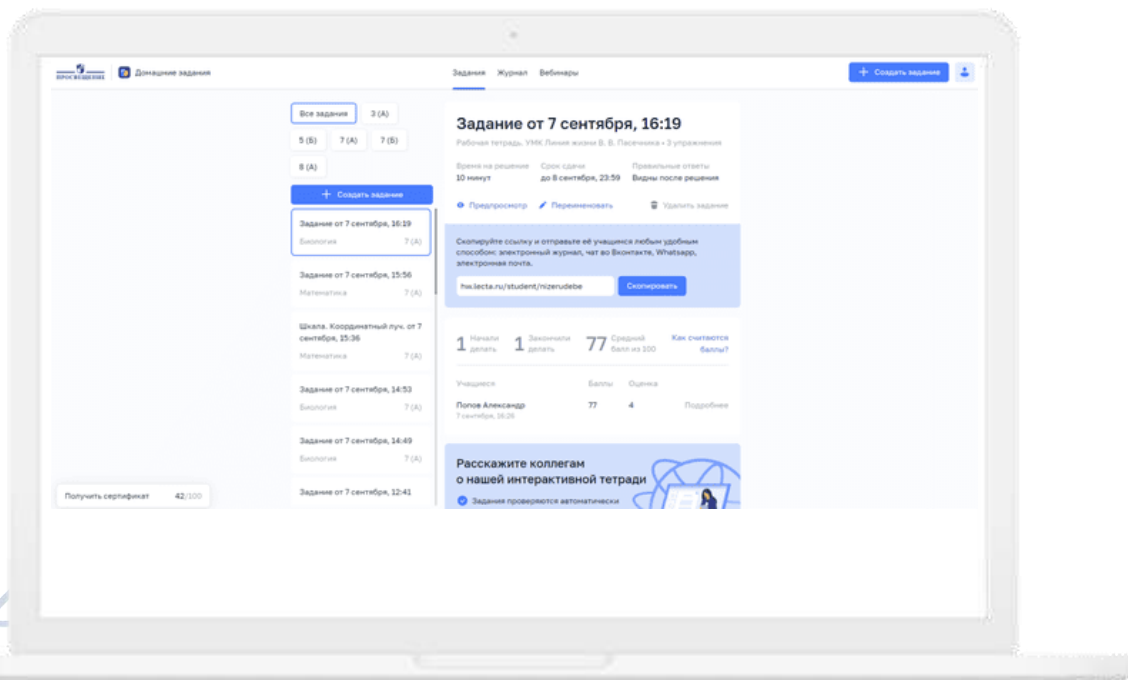 ПРОСВЕЩЕНИЕ
Домашние задания
Задания Журнал Вебинары
+ Создать задание
Все задания 3 (А)
5 (Б) 7 (А) 7 (Б)
8 (А)
+ Создать задание
Задание от 7 сентября, 16:19
Биология 7 (А)
Задание от 7 сентября, 15:56
Математика 7 (А)
Шкала. Координатный луч. от 7
сентября, 15:36
Математика 7 (А)
Задание от 7 сентября, 14:53
Биология 7 (А)
Задание от 7 сентября, 14:49
Биология 7 (А)
Задание от 7 сентября, 12:41
Получить сертификат 42/100
Задание от 7 сентября, 16:19
Рабочая тетрадь. УМК Линия жизни В. В. Пасечника • 3 упражнения
Время на решение Срок сдачи Правильные ответы
10 минут до 8 сентября, 23:59 Видны после решения
Предпросмотр Переименовать Удалить задание
Скопируйте ссылку и отправьте её учащимся любым удобным
способом: электронный журнал, чат во Вконтакте, Whatsapp,
электронная почта.
hw.lecta.ru/student/nizerudebe Скопировать
1 Начали делать 1 Закончили делать 77 Средний балл из 100 Как считаются баллы?
Учащиеся Баллы Оценка
Попов Александр 77 4 Подробнее
7 сентября, 16:26
Расскажите коллегам
о нашей интерактивной тетради
Задания проверяются автоматически